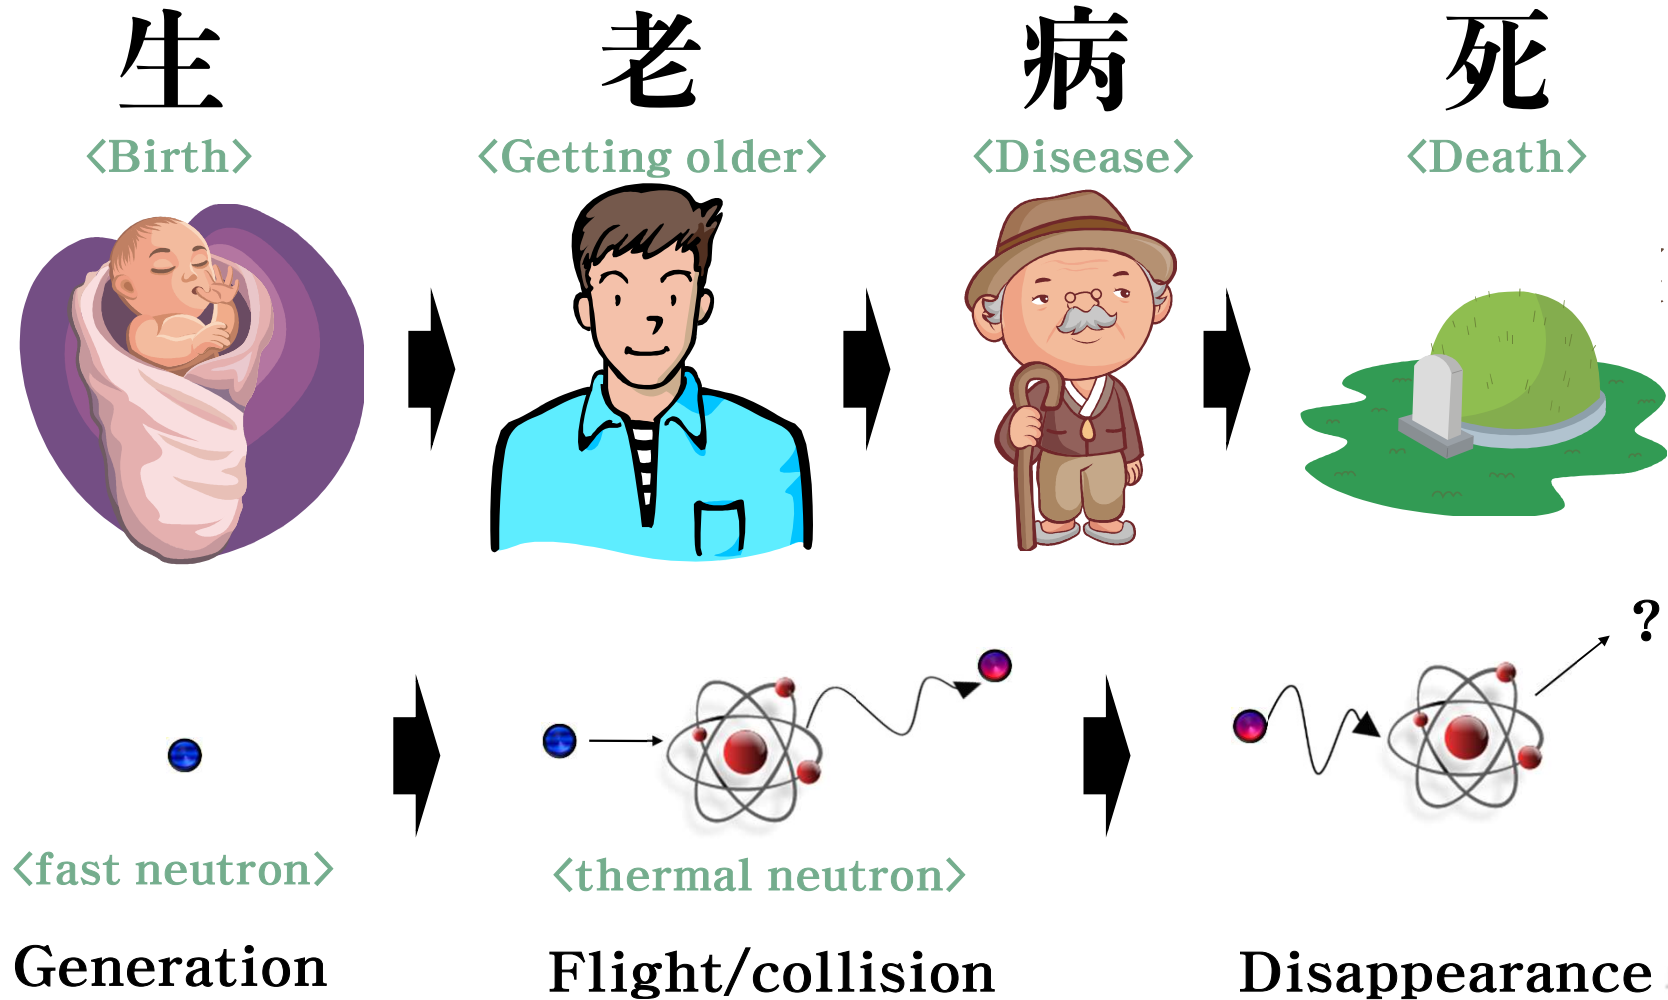 生 老 病 死
<Birth> <Getting older> <Disease> <Death>
?
<fast neutron> <thermal neutron>
Generation Flight/collision Disappearance